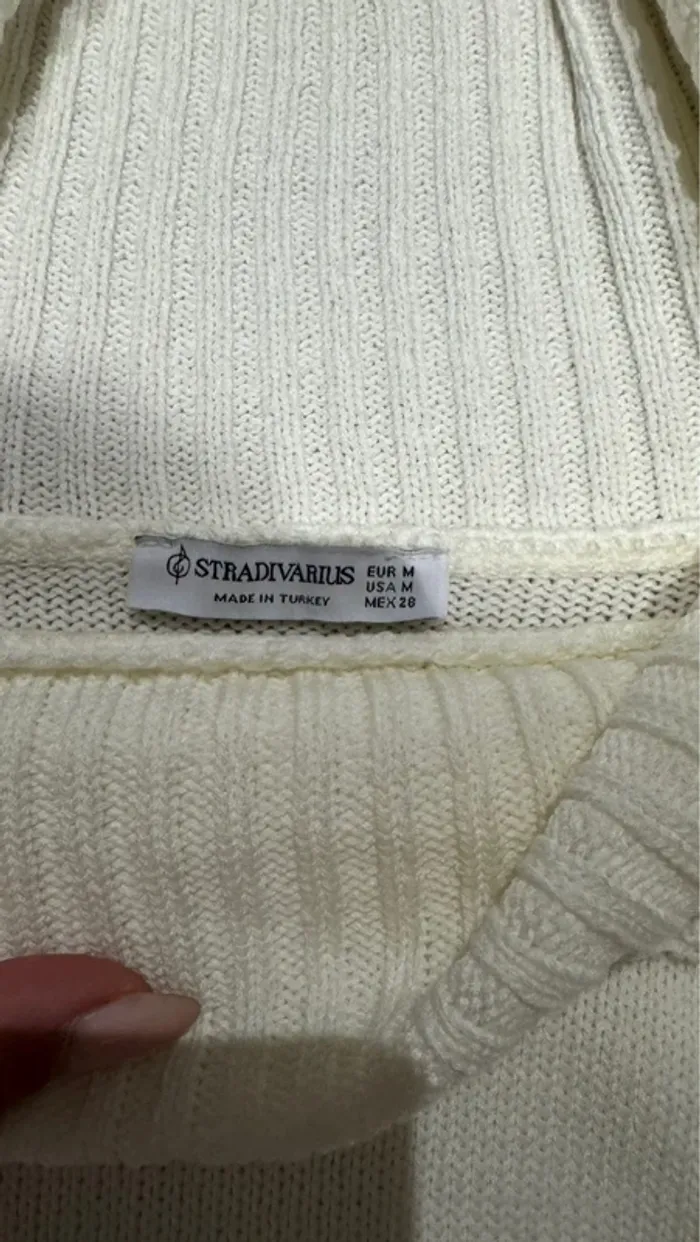 STRADIVARIUS
MADE IN TURKEY
EUR M
USA M
MEX 28